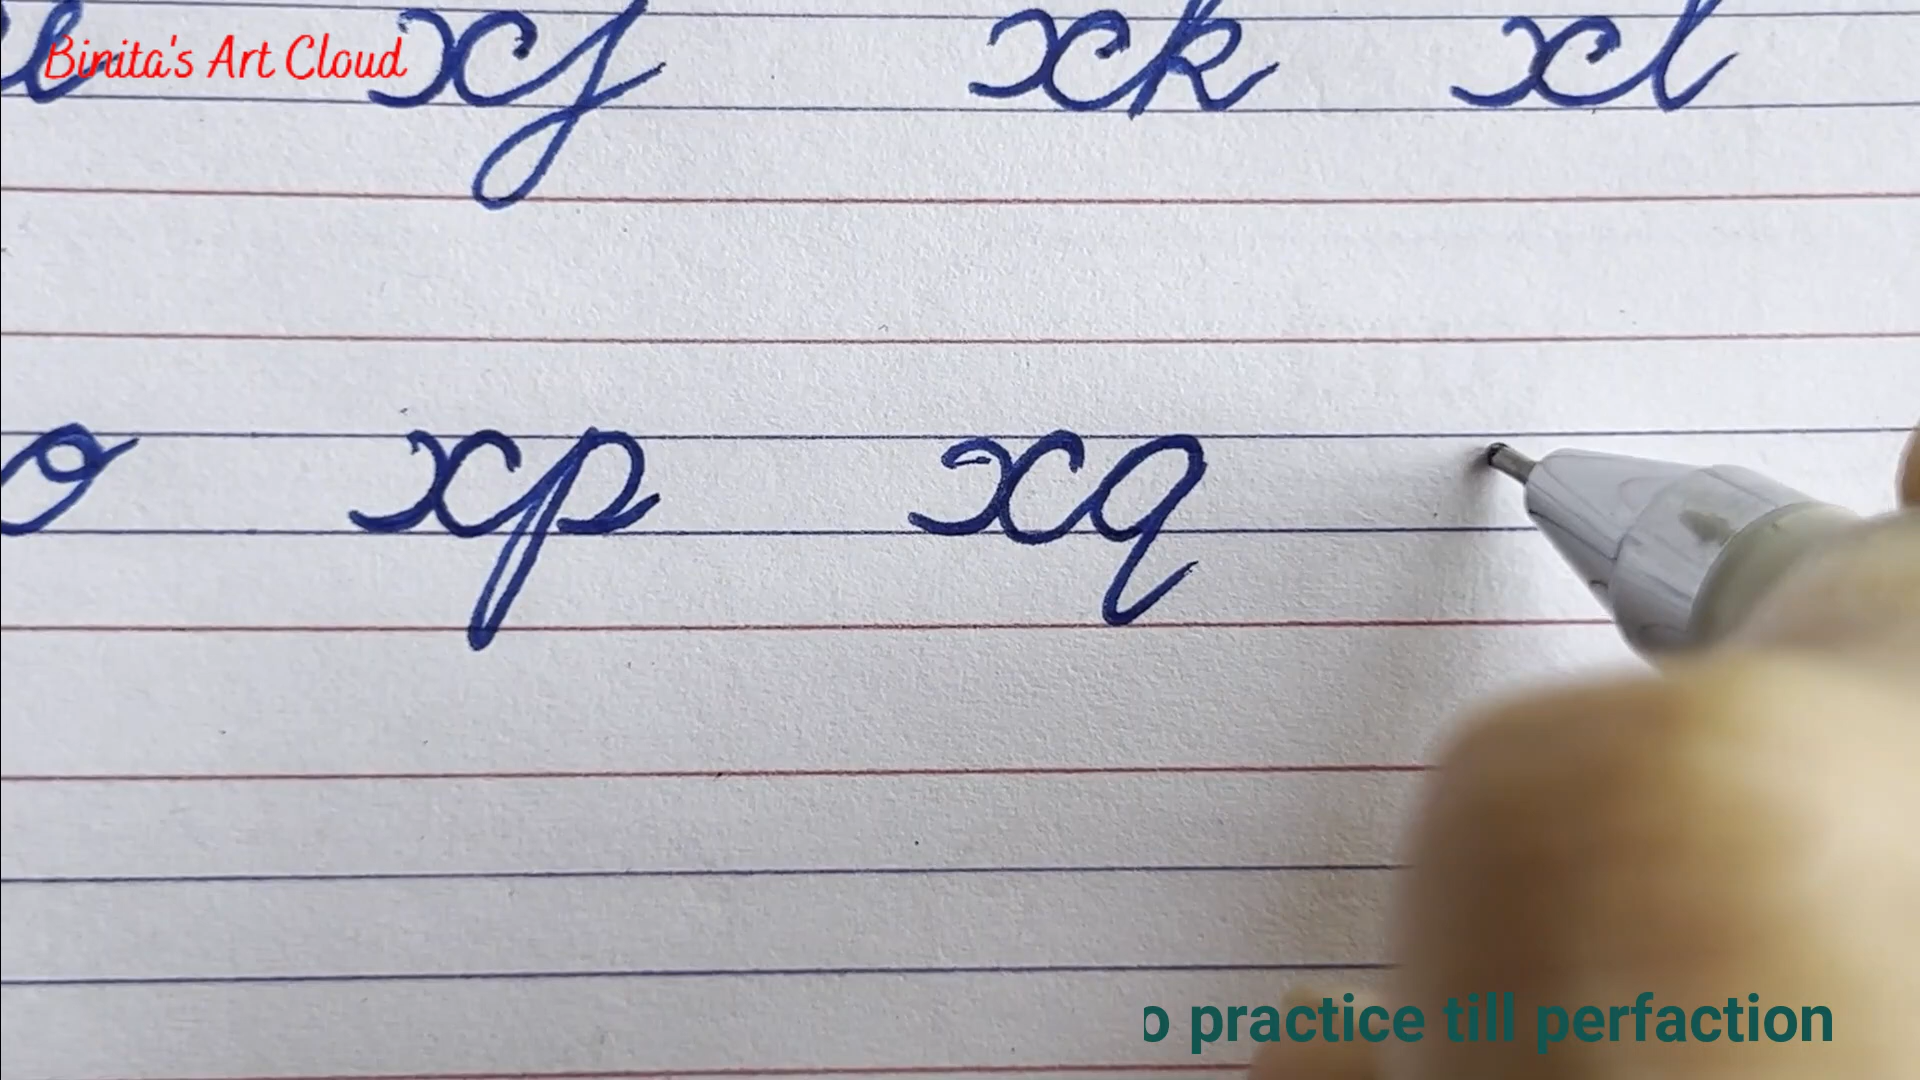 Binita's Art Cloud
xj xk xl
xp xq
o practice till perfaction